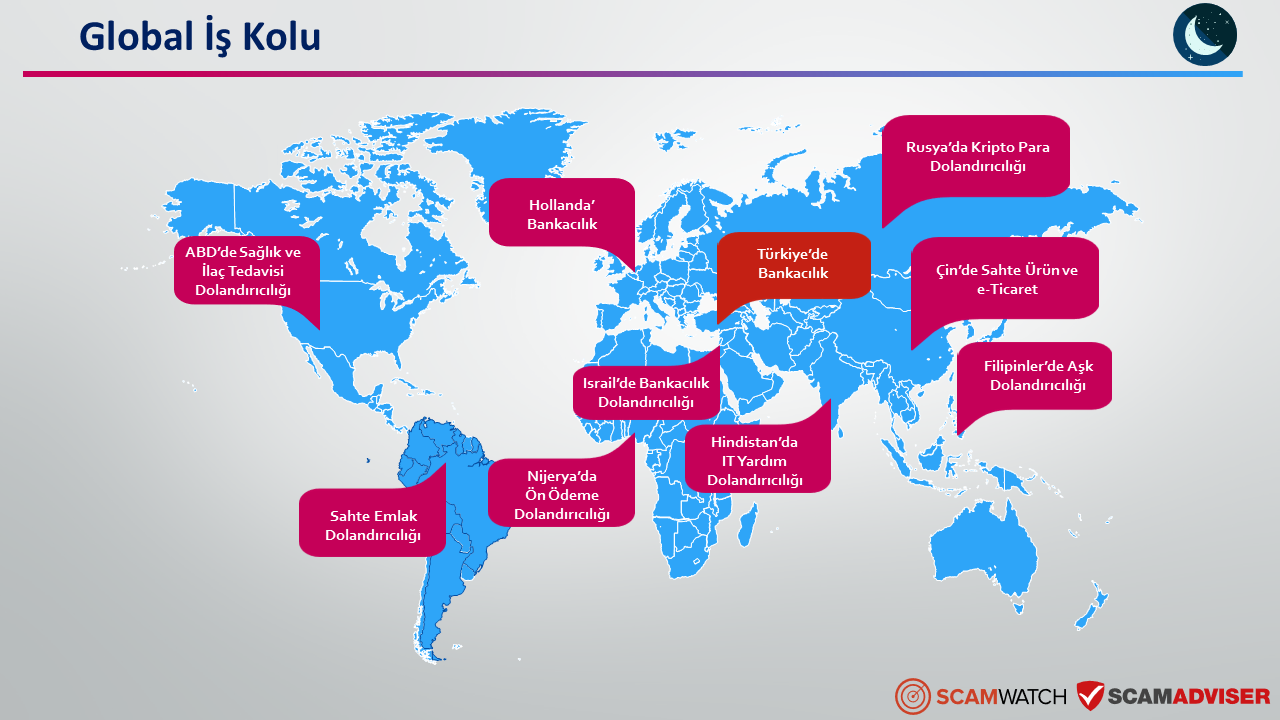 Global İş Kolu
Rusya’da Kripto Para
Dolandırıcılığı
Hollanda’
Bankacılık
ABD’de Sağlık ve
İlaç Tedavisi
Dolandırıcılığı
Türkiye’de
Bankacılık
Çin’de Sahte Ürün ve
e-Ticaret
Filipinler’de Aşk
Dolandırıcılığı
Israil’de Bankacılık
Dolandırıcılığı
Hindistan’da
IT Yardım
Dolandırıcılığı
Nijerya’da
Ön Ödeme
Dolandırıcılığı
Sahte Emlak
Dolandırıcılığı
SCAMWATCH
SCAMADVISER